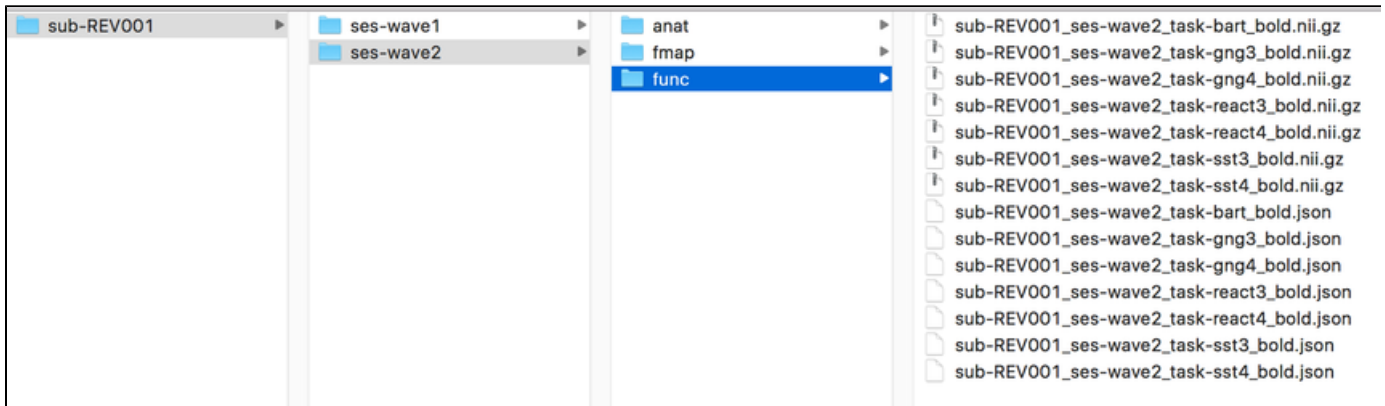 sub-REV001
ses-wave1
ses-wave2
anat
fmap
func
sub-REV001_ses-wave2_task-bart_bold.nii.gz
sub-REV001_ses-wave2_task-gng3_bold.nii.gz
sub-REV001_ses-wave2_task-gng4_bold.nii.gz
sub-REV001_ses-wave2_task-react3_bold.nii.gz
sub-REV001_ses-wave2_task-react4_bold.nii.gz
sub-REV001_ses-wave2_task-sst3_bold.nii.gz
sub-REV001_ses-wave2_task-sst4_bold.nii.gz
sub-REV001_ses-wave2_task-bart_bold.json
sub-REV001_ses-wave2_task-gng3_bold.json
sub-REV001_ses-wave2_task-gng4_bold.json
sub-REV001_ses-wave2_task-react3_bold.json
sub-REV001_ses-wave2_task-react4_bold.json
sub-REV001_ses-wave2_task-sst3_bold.json
sub-REV001_ses-wave2_task-sst4_bold.json